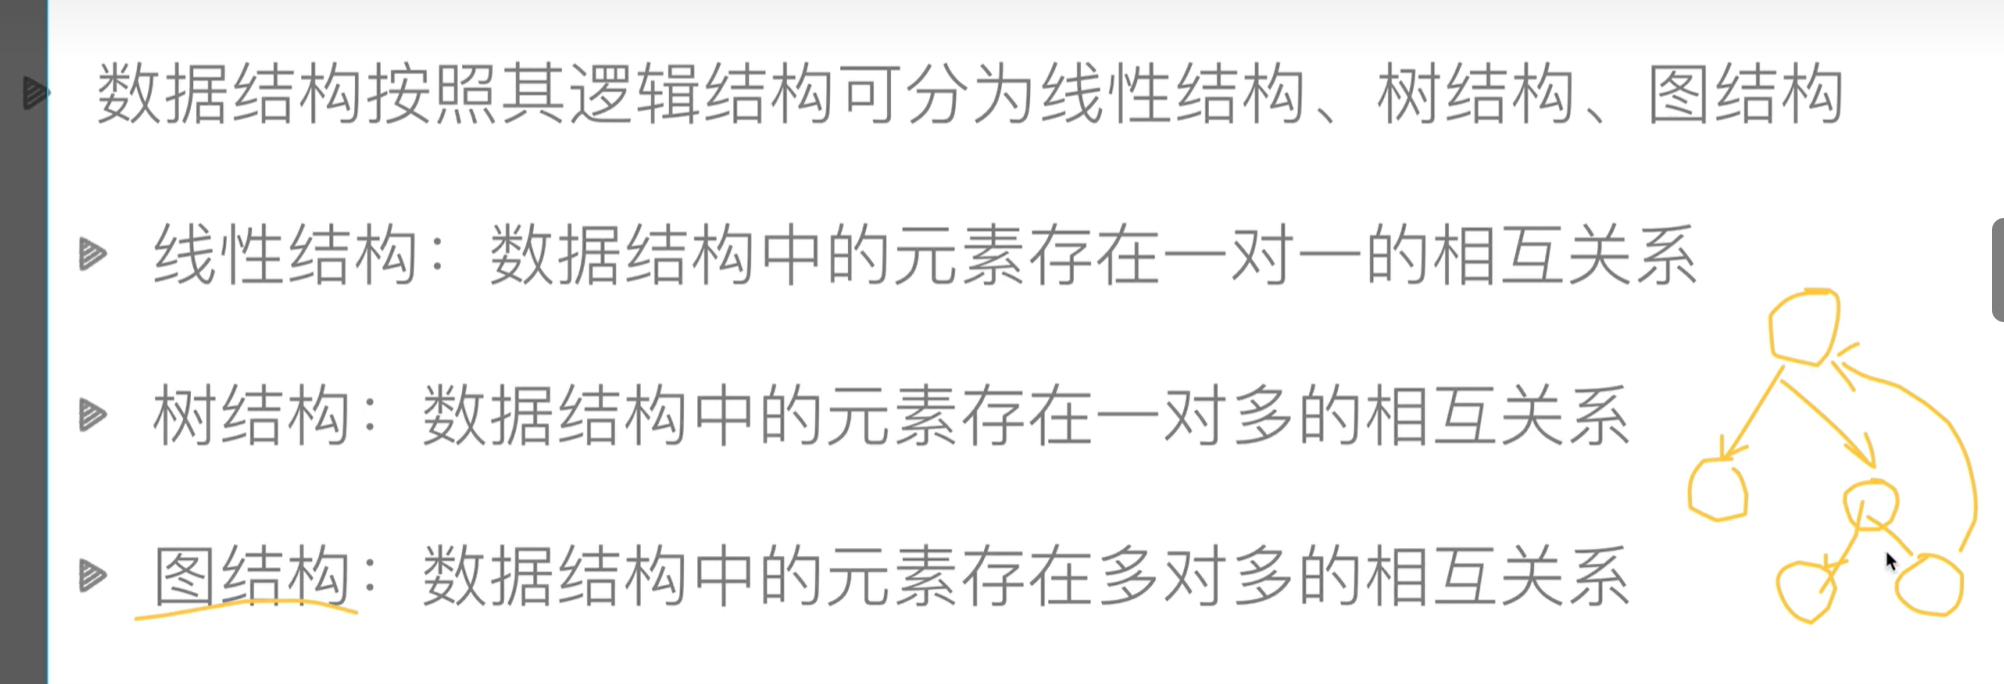 数据结构按照其逻辑结构可分为线性结构、树结构、图结构
线性结构：数据结构中的元素存在一对一的相互关系
树结构：数据结构中的元素存在一对多的相互关系
图结构：数据结构中的元素存在多对多的相互关系